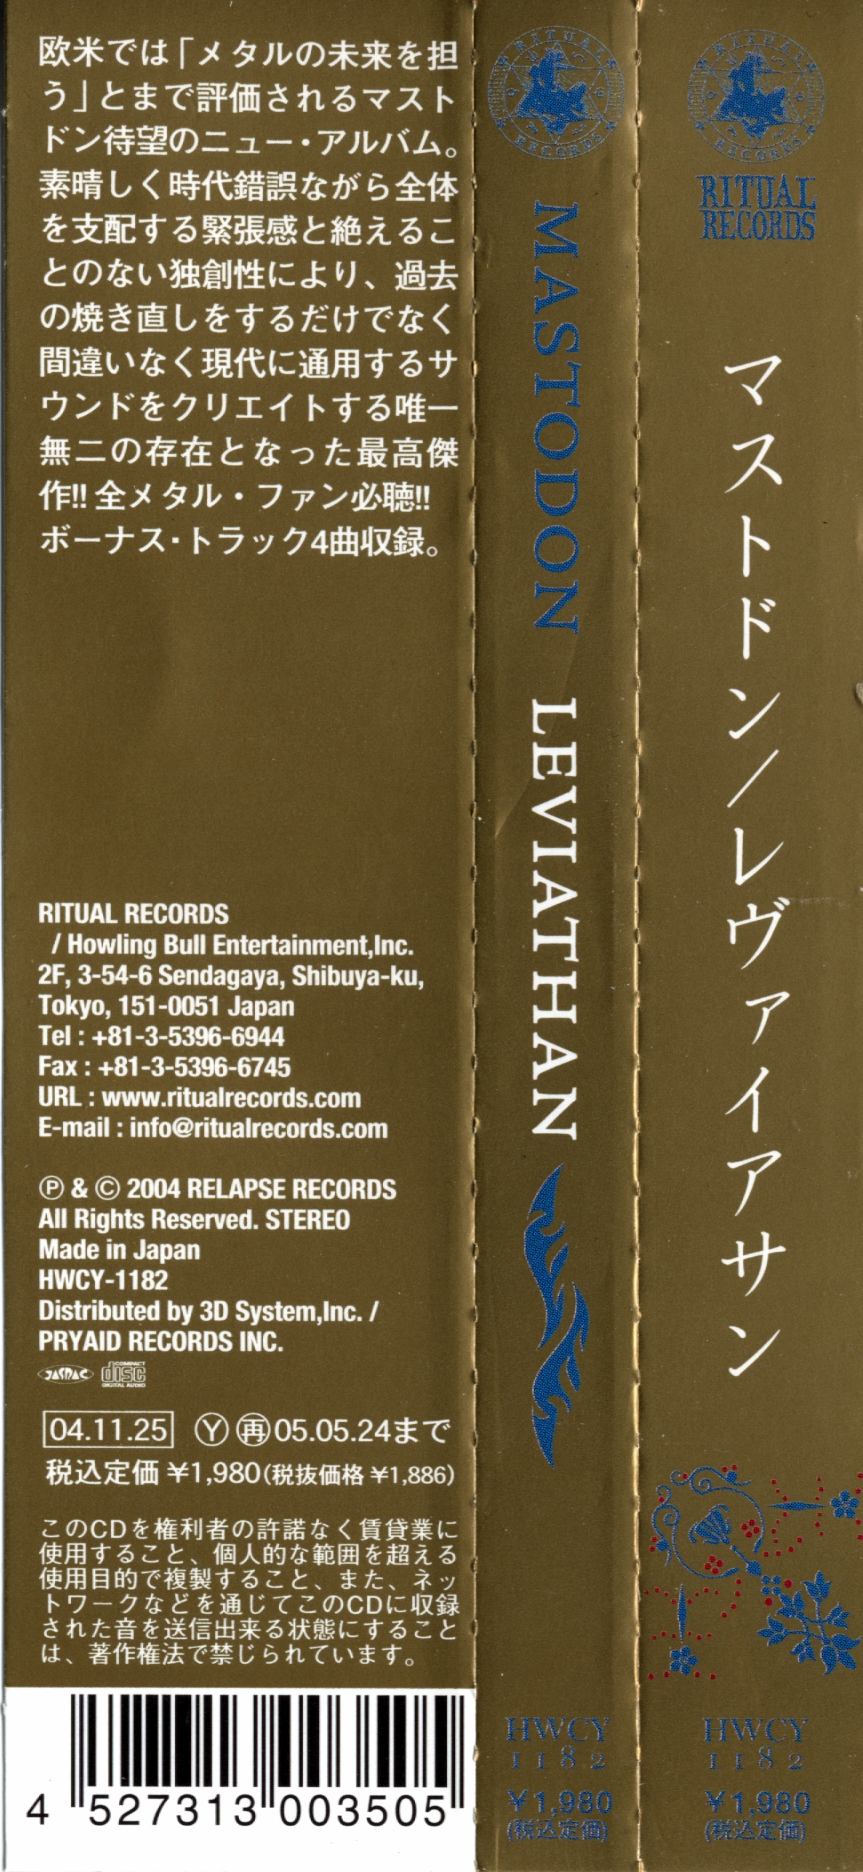 欧米では「メタルの未来を担
う」とまで評価されるマスト
ドン待望のニュー・アルバム。
素晴しく時代錯誤ながら全体
を支配する緊張感と絶えるこ
とのない独創性により、過去
の焼き直しをするだけでなく
間違いなく現代に通用するサ
ウンドをクリエイトする唯一
無二の存在となった最高傑
作!! 全メタル・ファン必聴!!
ボーナス・トラック4曲収録。
RITUAL RECORDS
/ Howling Bull Entertainment,Inc.
2F, 3-54-6 Sendagaya, Shibuya-ku,
Tokyo, 151-0051 Japan
Tel : +81-3-5396-6944
Fax : +81-3-5396-6745
URL : www.ritualrecords.com
E-mail : info@ritualrecords.com
Ⓟ & Ⓒ 2004 RELAPSE RECORDS
All Rights Reserved. STEREO
Made in Japan
HWCY-1182
Distributed by 3D System,Inc. /
PRYAID RECORDS INC.
JASRAC COMPACT disc DIGITAL AUDIO
04.11.25 Ⓨ 再 05.05.24まで
税込定価 ¥1,980(税抜価格 ¥1,886)
このCDを権利者の許諾なく賃貸業に
使用すること、個人的な範囲を超える
使用目的で複製すること、また、ネッ
トワークなどを通じてこのCDに収録
された音を送信出来る状態にすること
は、著作権法で禁じられています。
4 527313 003505
RITUAL
RECORDS
MASTODON LEVIATHAN
HWCY
1182
¥1,980
(税込定価)
RITUAL
RECORDS
RITUAL
RECORDS
マストドン/レヴァイアサン
HWCY
1182
¥1,980
(税込定価)